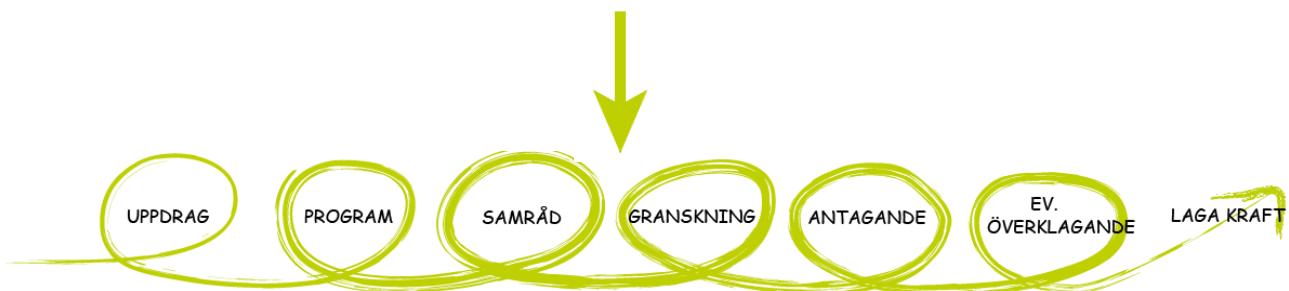 UPPDRAG
PROGRAM
SAMRÅD
GRANSKNING
ANTAGANDE
EV.
ÖVERKLAGANDE
LAGA KRAFT